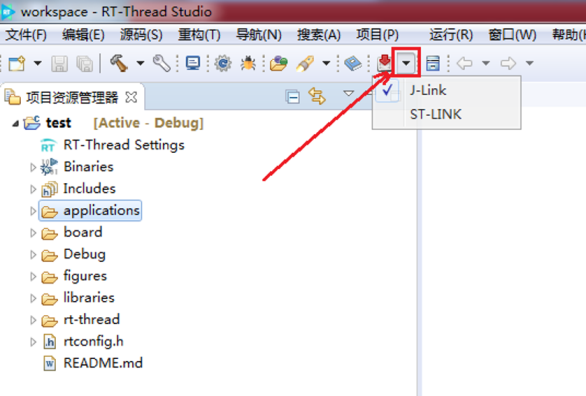 workspace - RT-Thread Studio
文件(F) 编辑(E) 源码(S) 重构(T) 导航(N) 搜索(A) 项目(P) 运行(R) 窗口(W) 帮助(
项目资源管理器
J-Link
ST-LINK
test [Active - Debug]
RT-Thread Settings
Binaries
Includes
applications
board
Debug
figures
libraries
rt-thread
rtconfig.h
README.md